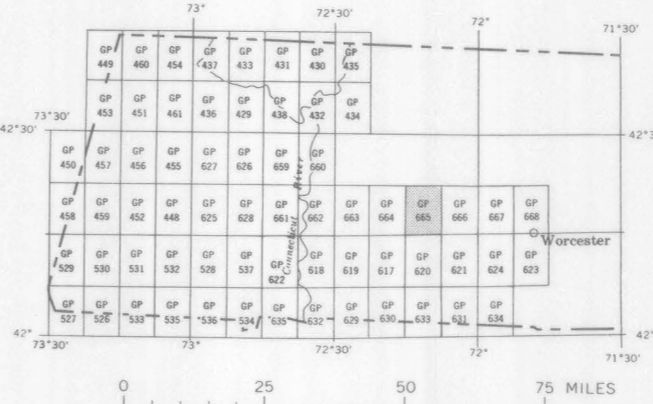 73° 72°30' 72° 71°30'
GP 449 GP 460 GP 454 GP 437 GP 433 GP 431 GP 430 GP 435
GP 453 GP 451 GP 461 GP 436 GP 429 GP 438 GP 432 GP 434
73°30'
42°30' 42°30'
GP 450 GP 457 GP 456 GP 455 GP 627 GP 626 GP 659 GP 660
GP 458 GP 459 GP 452 GP 448 GP 625 GP 628 GP 661 GP 662 GP 663 GP 664 GP 665 GP 666 GP 667 GP 668
Connecticut River
Worcester
GP 529 GP 530 GP 531 GP 532 GP 528 GP 537 GP 622 GP 618 GP 619 GP 617 GP 620 GP 621 GP 624 GP 623
GP 527 GP 526 GP 533 GP 535 GP 536 GP 534 GP 635 GP 632 GP 629 GP 630 GP 633 GP 631 GP 634
42° 42°
73°30' 73° 72°30' 72° 71°30'
0 25 50 75 MILES